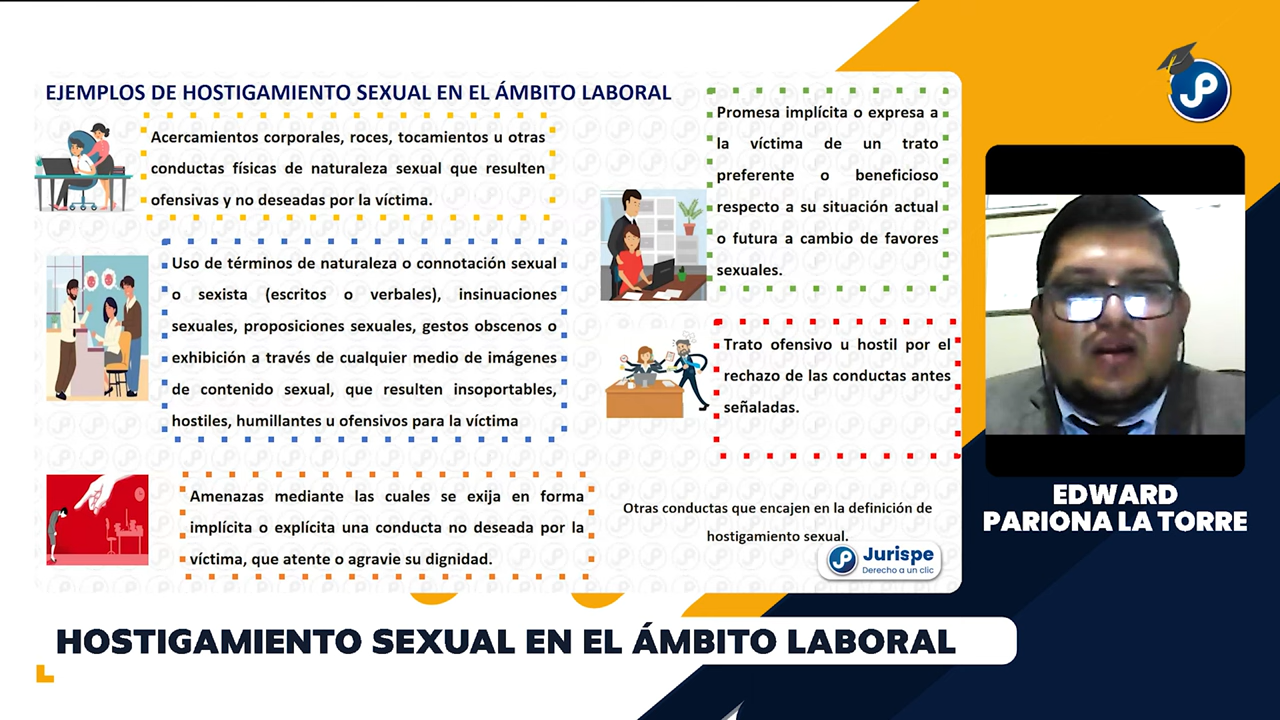 EJEMPLOS DE HOSTIGAMIENTO SEXUAL EN EL ÁMBITO LABORAL
Acercamientos corporales, roces, tocamientos u otras
conductas físicas de naturaleza sexual que resulten
ofensivas y no deseadas por la víctima.
Uso de términos de naturaleza o connotación sexual
o sexista (escritos o verbales), insinuaciones
sexuales, proposiciones sexuales, gestos obscenos o
exhibición a través de cualquier medio de imágenes
de contenido sexual, que resulten insoportables,
hostiles, humillantes u ofensivos para la víctima
Amenazas mediante las cuales se exija en forma
implícita o explícita una conducta no deseada por la
víctima, que atente o agravie su dignidad.
Promesa implícita o expresa a
la víctima de un trato
preferente o beneficioso
respecto a su situación actual
o futura a cambio de favores
sexuales.
Trato ofensivo u hostil por el
rechazo de las conductas antes
señaladas.
Otras conductas que encajen en la definición de
hostigamiento sexual.
Jurispe
Derecho a un clic
JP
EDWARD
PARIONA LA TORRE
HOSTIGAMIENTO SEXUAL EN EL ÁMBITO LABORAL